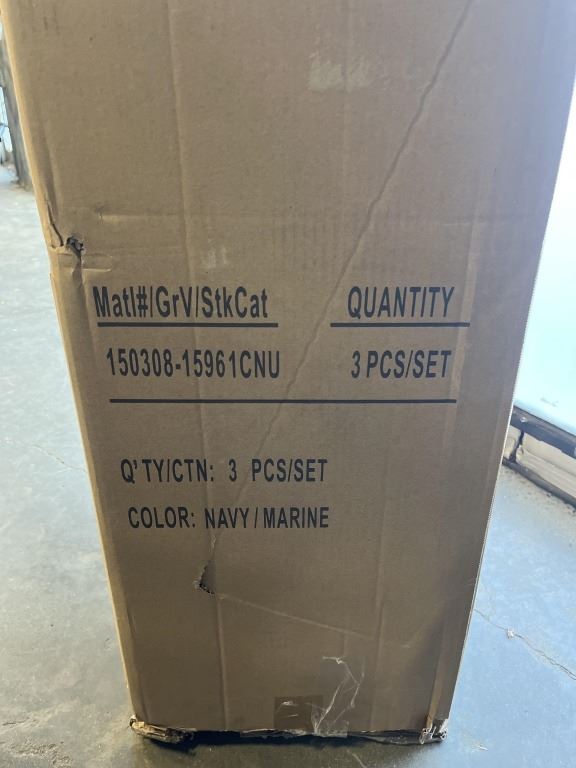 Matl#/GrV/StkCat QUANTITY
150308-15961CNU 3 PCS/SET
Q'TY/CTN: 3 PCS/SET
COLOR: NAVY / MARINE